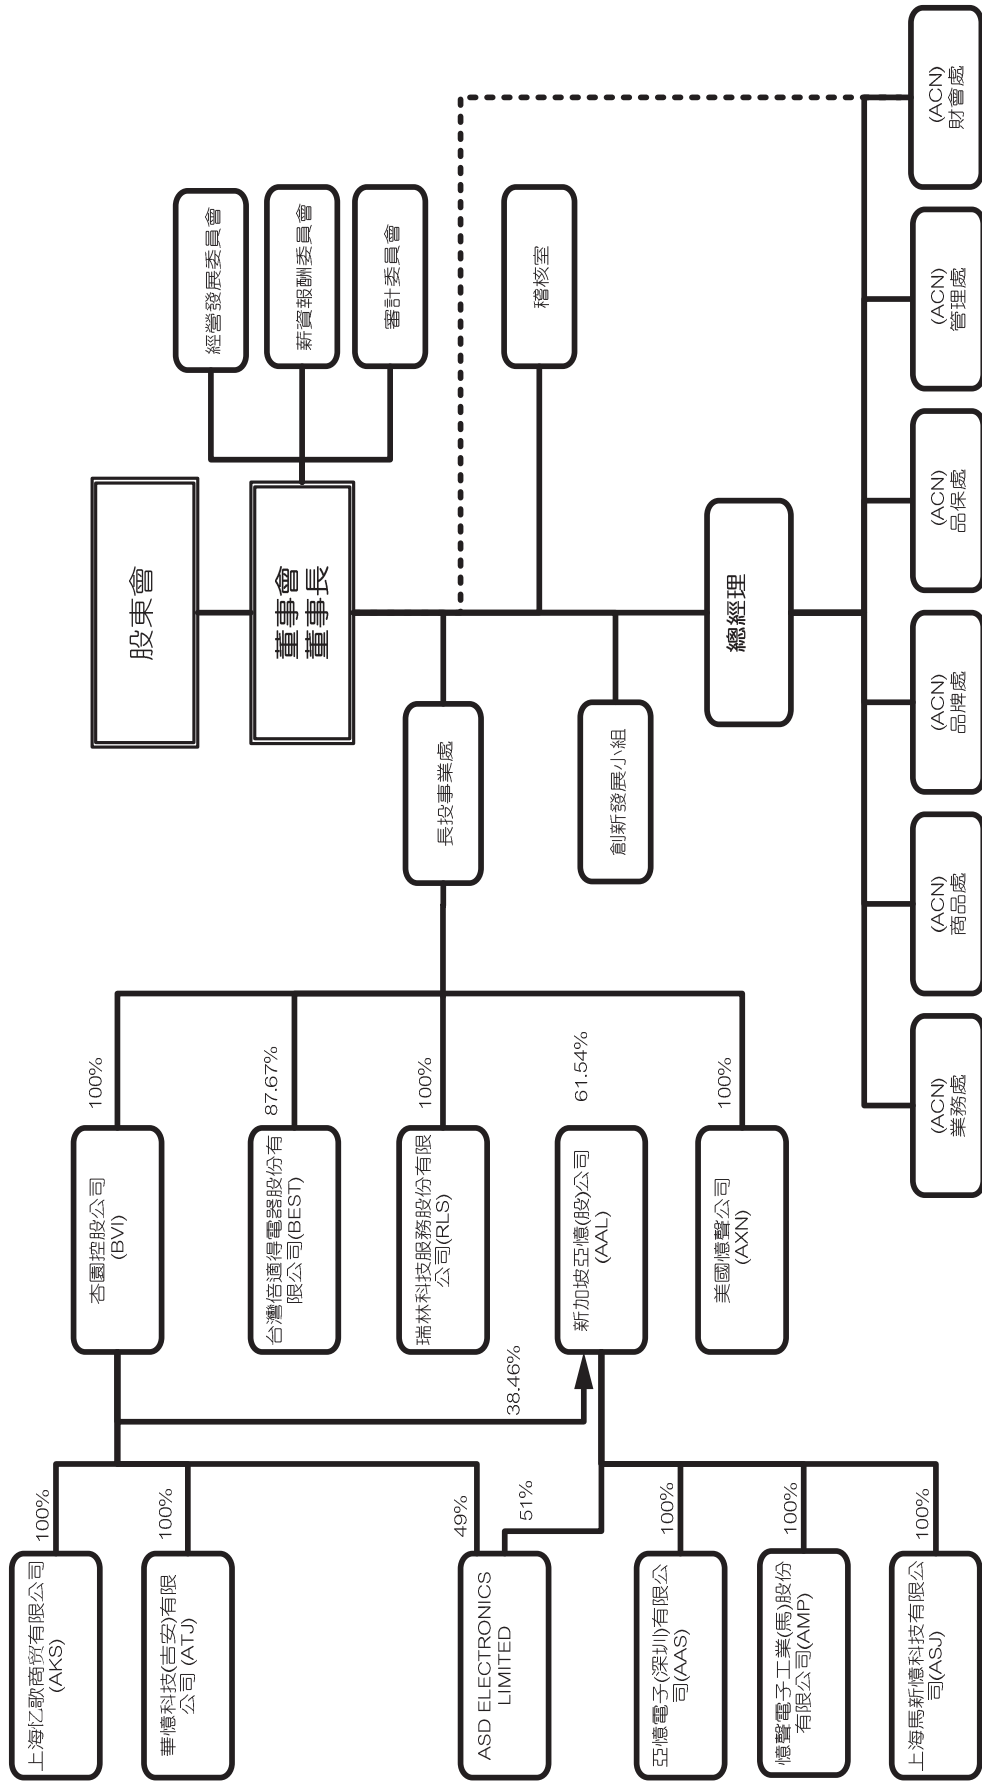 股東會
董事會
董事長
經營發展委員會
薪資報酬委員會
審計委員會
稽核室
長投事業處
創新發展小組
總經理
(ACN)
業務處
(ACN)
商品處
(ACN)
品牌處
(ACN)
品保處
(ACN)
管理處
(ACN)
財會處
100%
87.67%
100%
61.54%
100%
杏園控股公司
(BVI)
台灣倍適得電器股份有
限公司(BEST)
瑞林科技服務股份有限
公司(RLS)
新加坡亞憶(股)公司
(AAL)
美國憶聲公司
(AXN)
38.46%
100%
100%
49%
51%
100%
100%
100%
上海忆歌商贸有限公司
(AKS)
華憶科技(吉安)有限
公司 (ATJ)
ASD ELECTRONICS
LIMITED
亞憶電子(深圳)有限公
司(AAS)
憶聲電子工業(馬)股份
有限公司(AMP)
上海馬新憶科技有限公
司(ASJ)